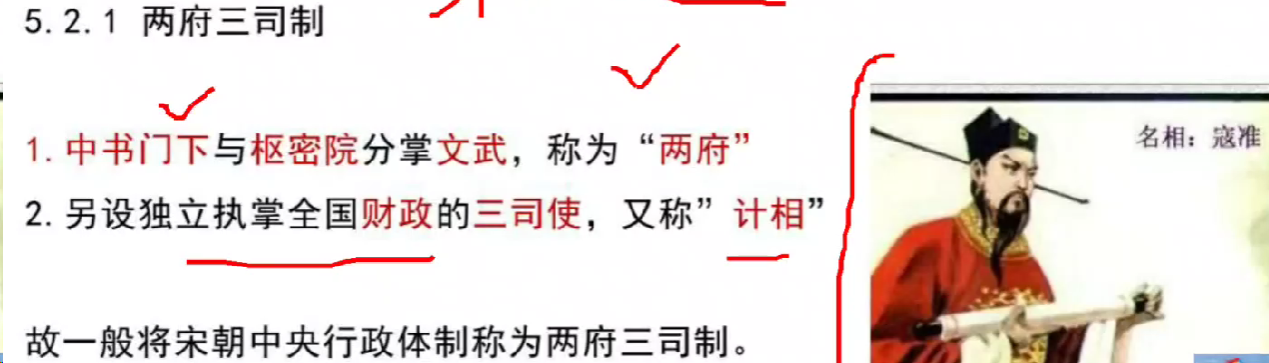 5.2.1 两府三司制
1.中书门下与枢密院分掌文武，称为“两府”
名相：寇准
2.另设独立执掌全国财政的三司使，又称”计相”
故一般将宋朝中央行政体制称为两府三司制。